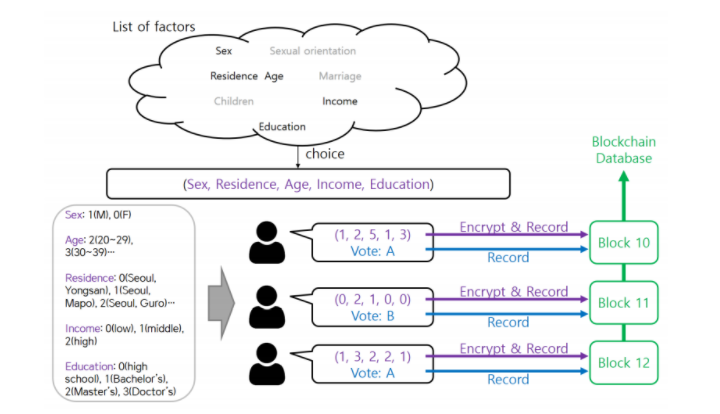 List of factors
Sex Sexual orientation
Residence Age Marriage
Children Income
Education
choice
(Sex, Residence, Age, Income, Education)
Blockchain
Database
Sex: 1(M), 0(F)
Age: 2(20~29),
3(30~39)⋯
Residence: 0(Seoul,
Yongsan), 1(Seoul,
Mapo), 2(Seoul, Guro)⋯
Income: 0(low), 1(middle),
2(high)
Education: 0(high
school), 1(Bachelor's),
2(Master's), 3(Doctor's)
(1, 2, 5, 1, 3)
Vote: A
Encrypt & Record
Record
Block 10
(0, 2, 1, 0, 0)
Vote: B
Encrypt & Record
Record
Block 11
(1, 3, 2, 2, 1)
Vote: A
Encrypt & Record
Record
Block 12